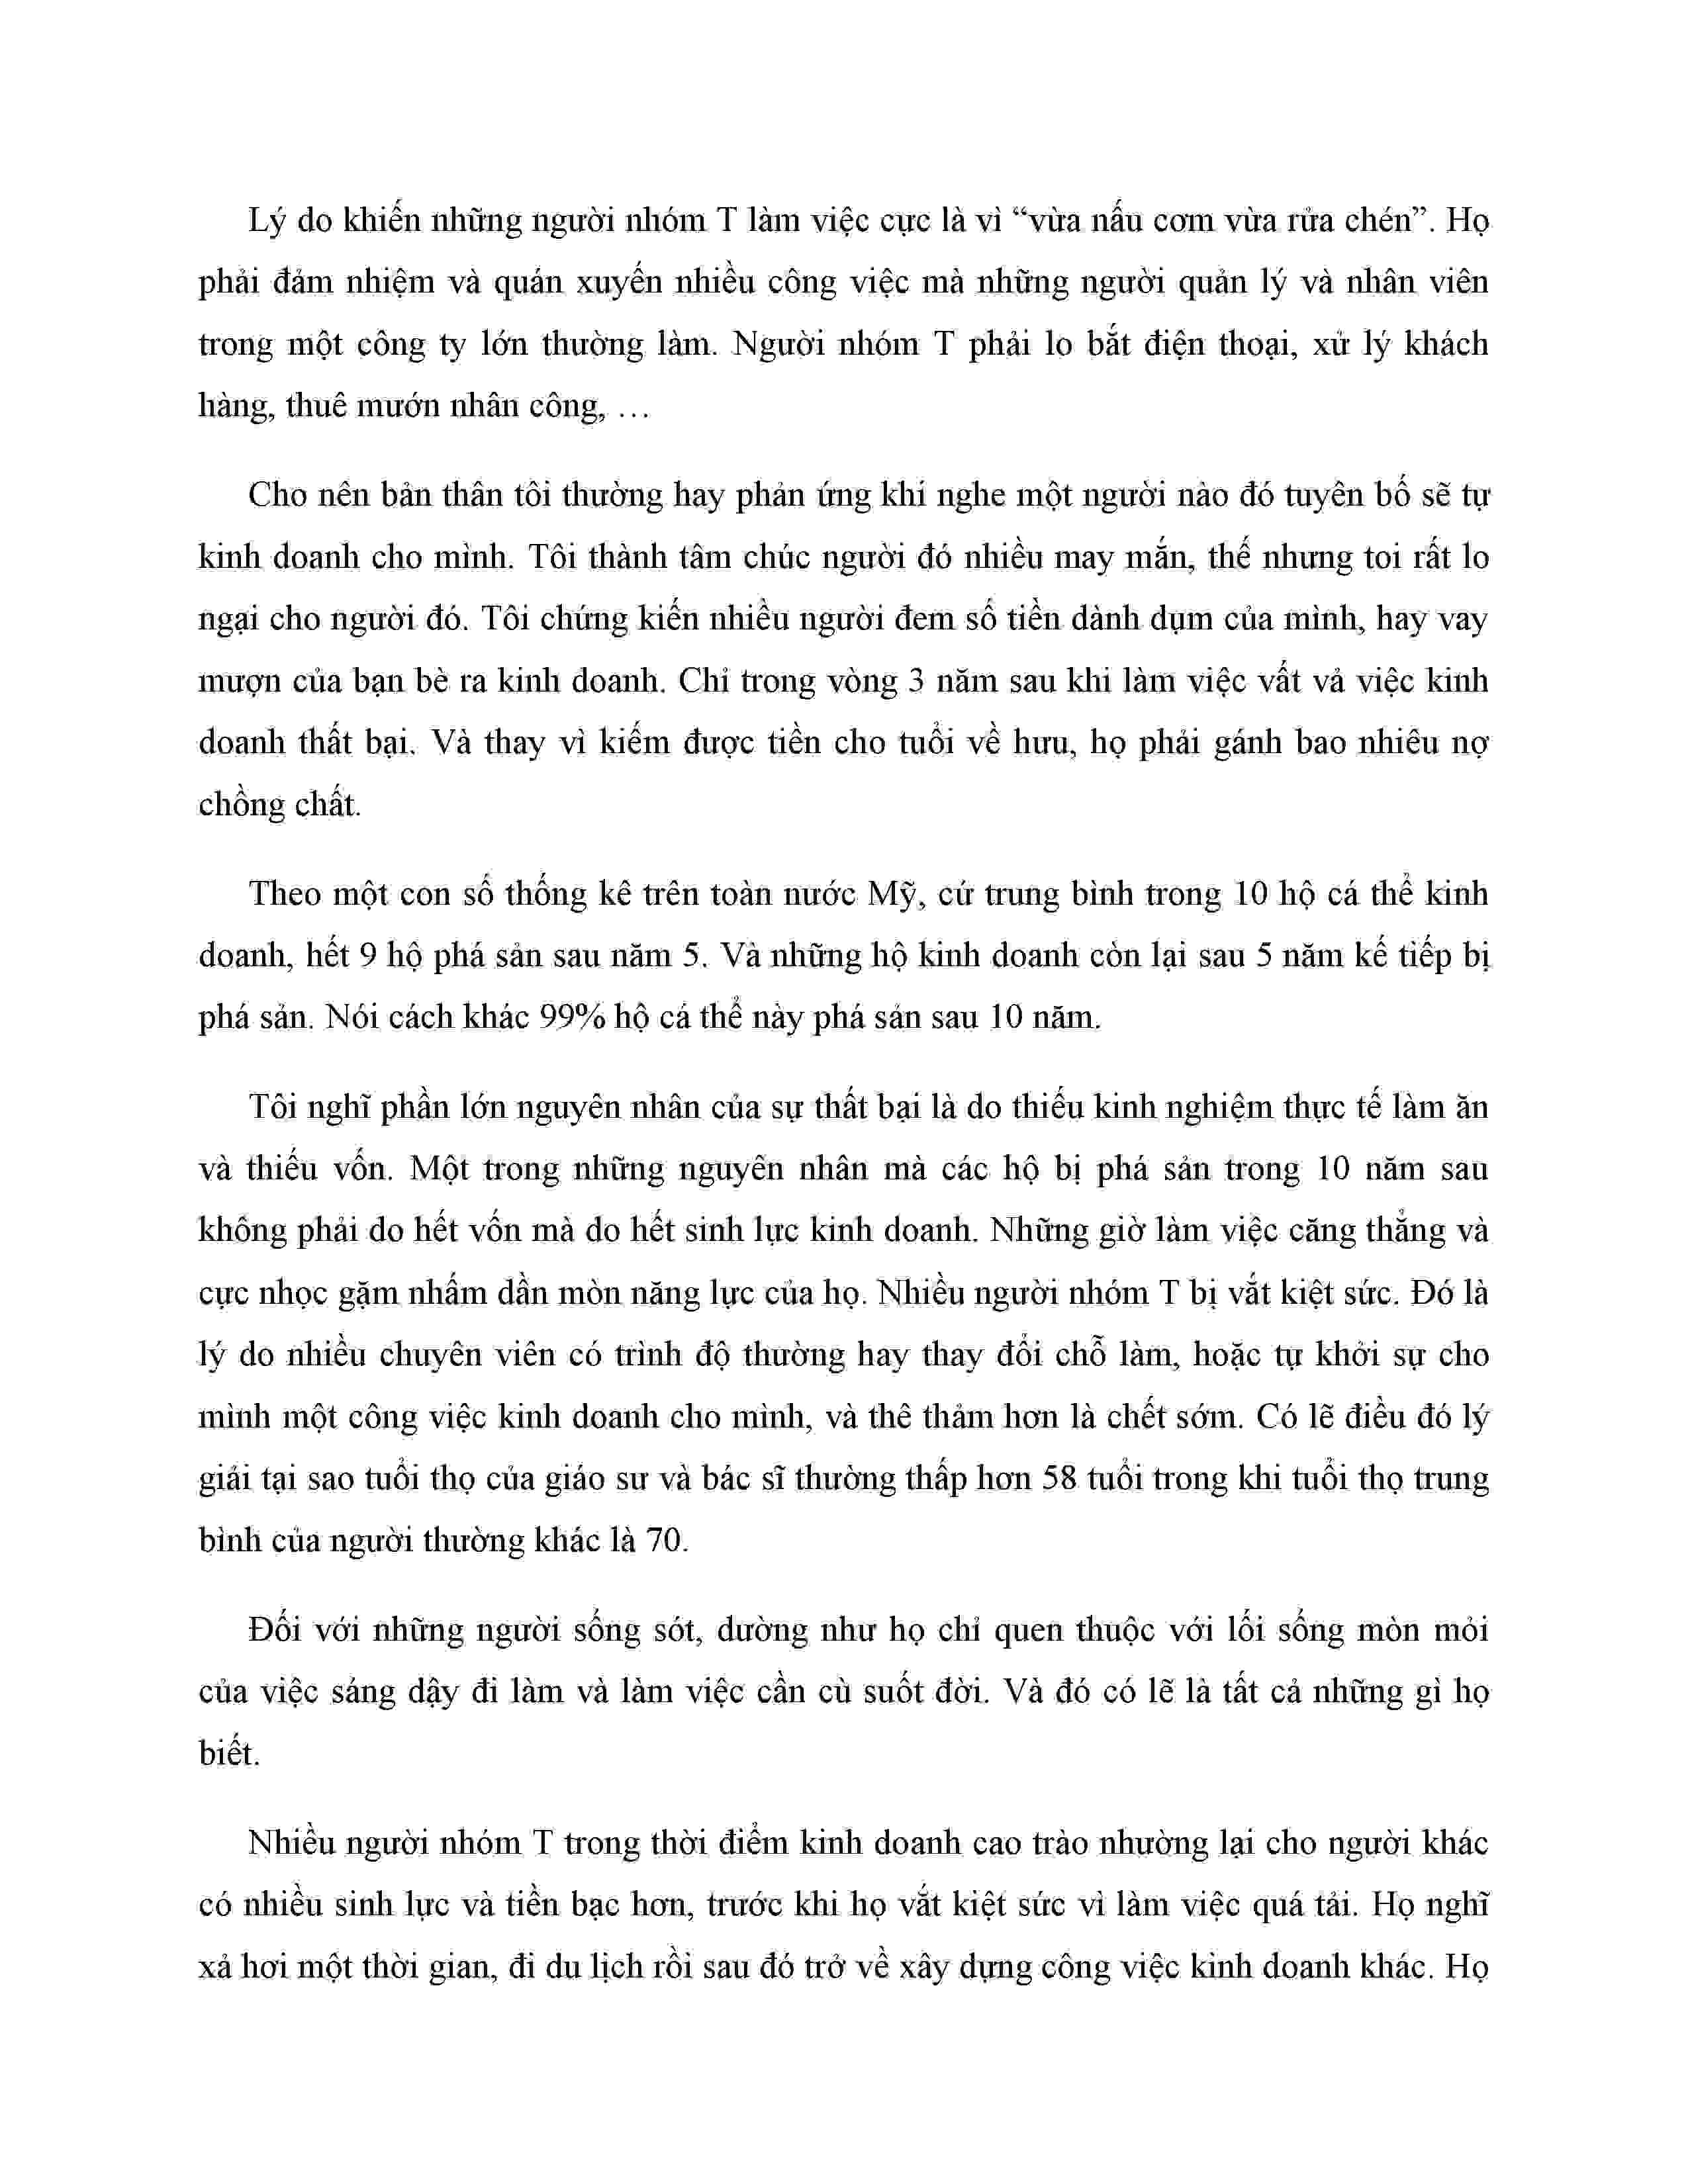 Lý do khiến những người nhóm T làm việc cực là vì “vừa nấu cơm vừa rửa chén”. Họ
phải đảm nhiệm và quán xuyến nhiều công việc mà những người quản lý và nhân viên
trong một công ty lớn thường làm. Người nhóm T phải lo bắt điện thoại, xử lý khách
hàng, thuê mướn nhân công, …
Cho nên bản thân tôi thường hay phản ứng khi nghe một người nào đó tuyên bố sẽ tự
kinh doanh cho mình. Tôi thành tâm chúc người đó nhiều may mắn, thế nhưng toi rất lo
ngại cho người đó. Tôi chứng kiến nhiều người đem số tiền dành dụm của mình, hay vay
mượn của bạn bè ra kinh doanh. Chỉ trong vòng 3 năm sau khi làm việc vất vả việc kinh
doanh thất bại. Và thay vì kiếm được tiền cho tuổi về hưu, họ phải gánh bao nhiêu nợ
chồng chất.
Theo một con số thống kê trên toàn nước Mỹ, cứ trung bình trong 10 hộ cá thể kinh
doanh, hết 9 hộ phá sản sau năm 5. Và những hộ kinh doanh còn lại sau 5 năm kế tiếp bị
phá sản. Nói cách khác 99% hộ cá thể này phá sản sau 10 năm.
Tôi nghĩ phần lớn nguyên nhân của sự thất bại là do thiếu kinh nghiệm thực tế làm ăn
và thiếu vốn. Một trong những nguyên nhân mà các hộ bị phá sản trong 10 năm sau
không phải do hết vốn mà do hết sinh lực kinh doanh. Những giờ làm việc căng thẳng và
cực nhọc gặm nhấm dần mòn năng lực của họ. Nhiều người nhóm T bị vắt kiệt sức. Đó là
lý do nhiều chuyên viên có trình độ thường hay thay đổi chỗ làm, hoặc tự khởi sự cho
mình một công việc kinh doanh cho mình, và thê thảm hơn là chết sớm. Có lẽ điều đó lý
giải tại sao tuổi thọ của giáo sư và bác sĩ thường thấp hơn 58 tuổi trong khi tuổi thọ trung
bình của người thường khác là 70.
Đối với những người sống sót, dường như họ chỉ quen thuộc với lối sống mòn mỏi
của việc sáng dậy đi làm và làm việc cần cù suốt đời. Và đó có lẽ là tất cả những gì họ
biết.
Nhiều người nhóm T trong thời điểm kinh doanh cao trào nhường lại cho người khác
có nhiều sinh lực và tiền bạc hơn, trước khi họ vắt kiệt sức vì làm việc quá tải. Họ nghĩ
xả hơi một thời gian, đi du lịch rồi sau đó trở về xây dựng công việc kinh doanh khác. Họ